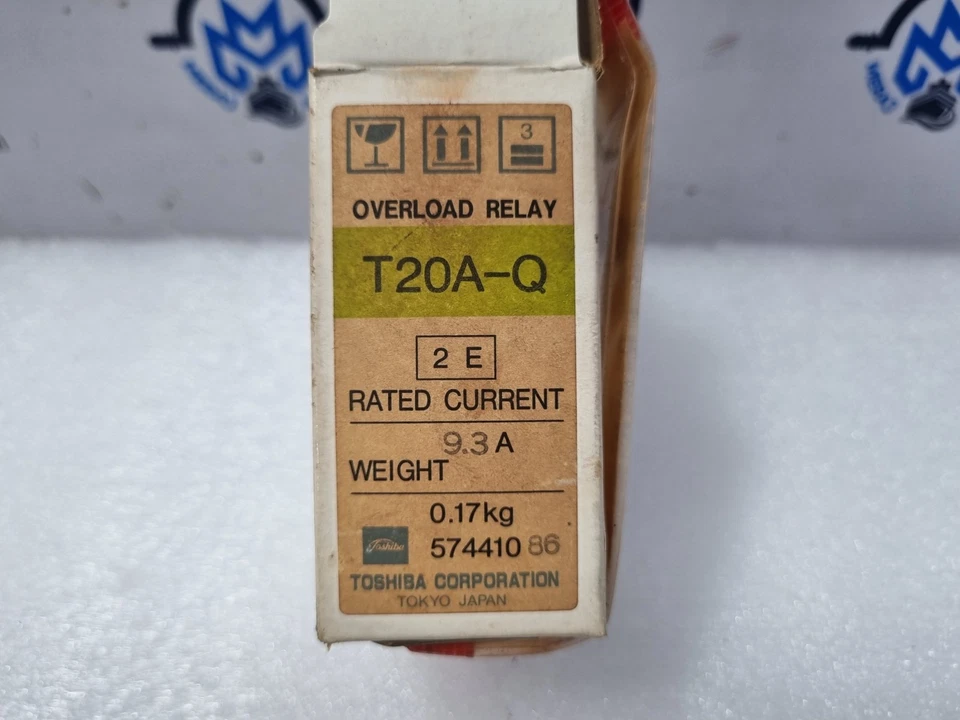 3
OVERLOAD RELAY
T20A-Q
2 E
RATED CURRENT
9.3 A
WEIGHT
0.17kg
Toshiba
574410 86
TOSHIBA CORPORATION
TOKYO JAPAN